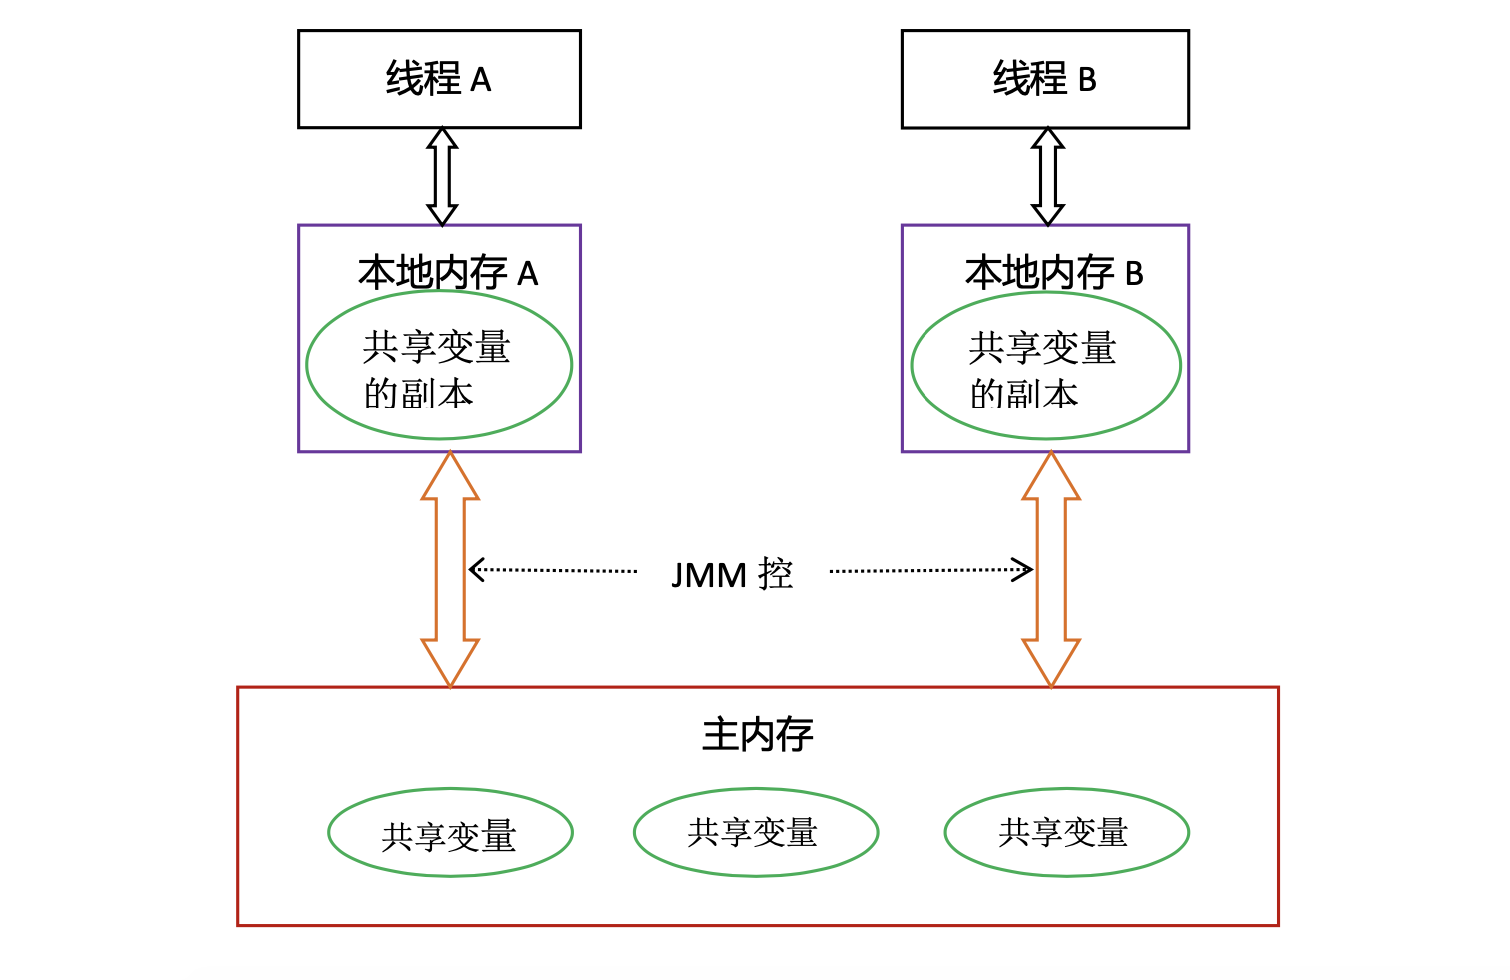 线程 A
线程 B
本地内存 A
共享变量
的副本
本地内存 B
共享变量
的副本
JMM 控
主内存
共享变量
共享变量
共享变量